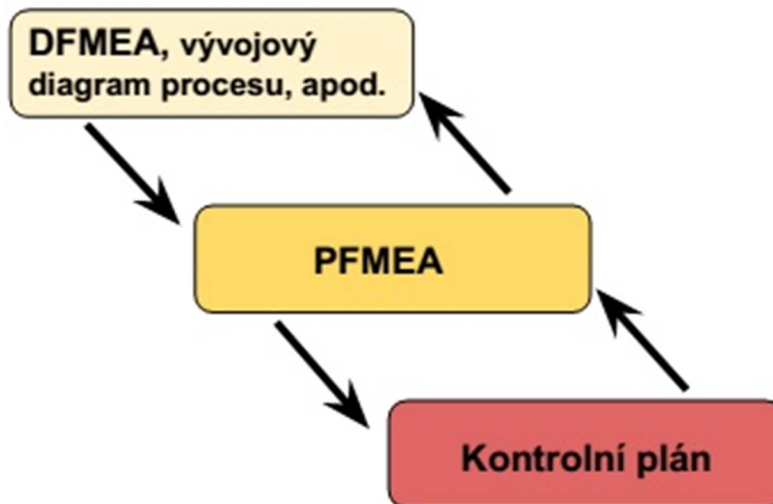 DFMEA, vývojový
diagram procesu, apod.
PFMEA
Kontrolní plán